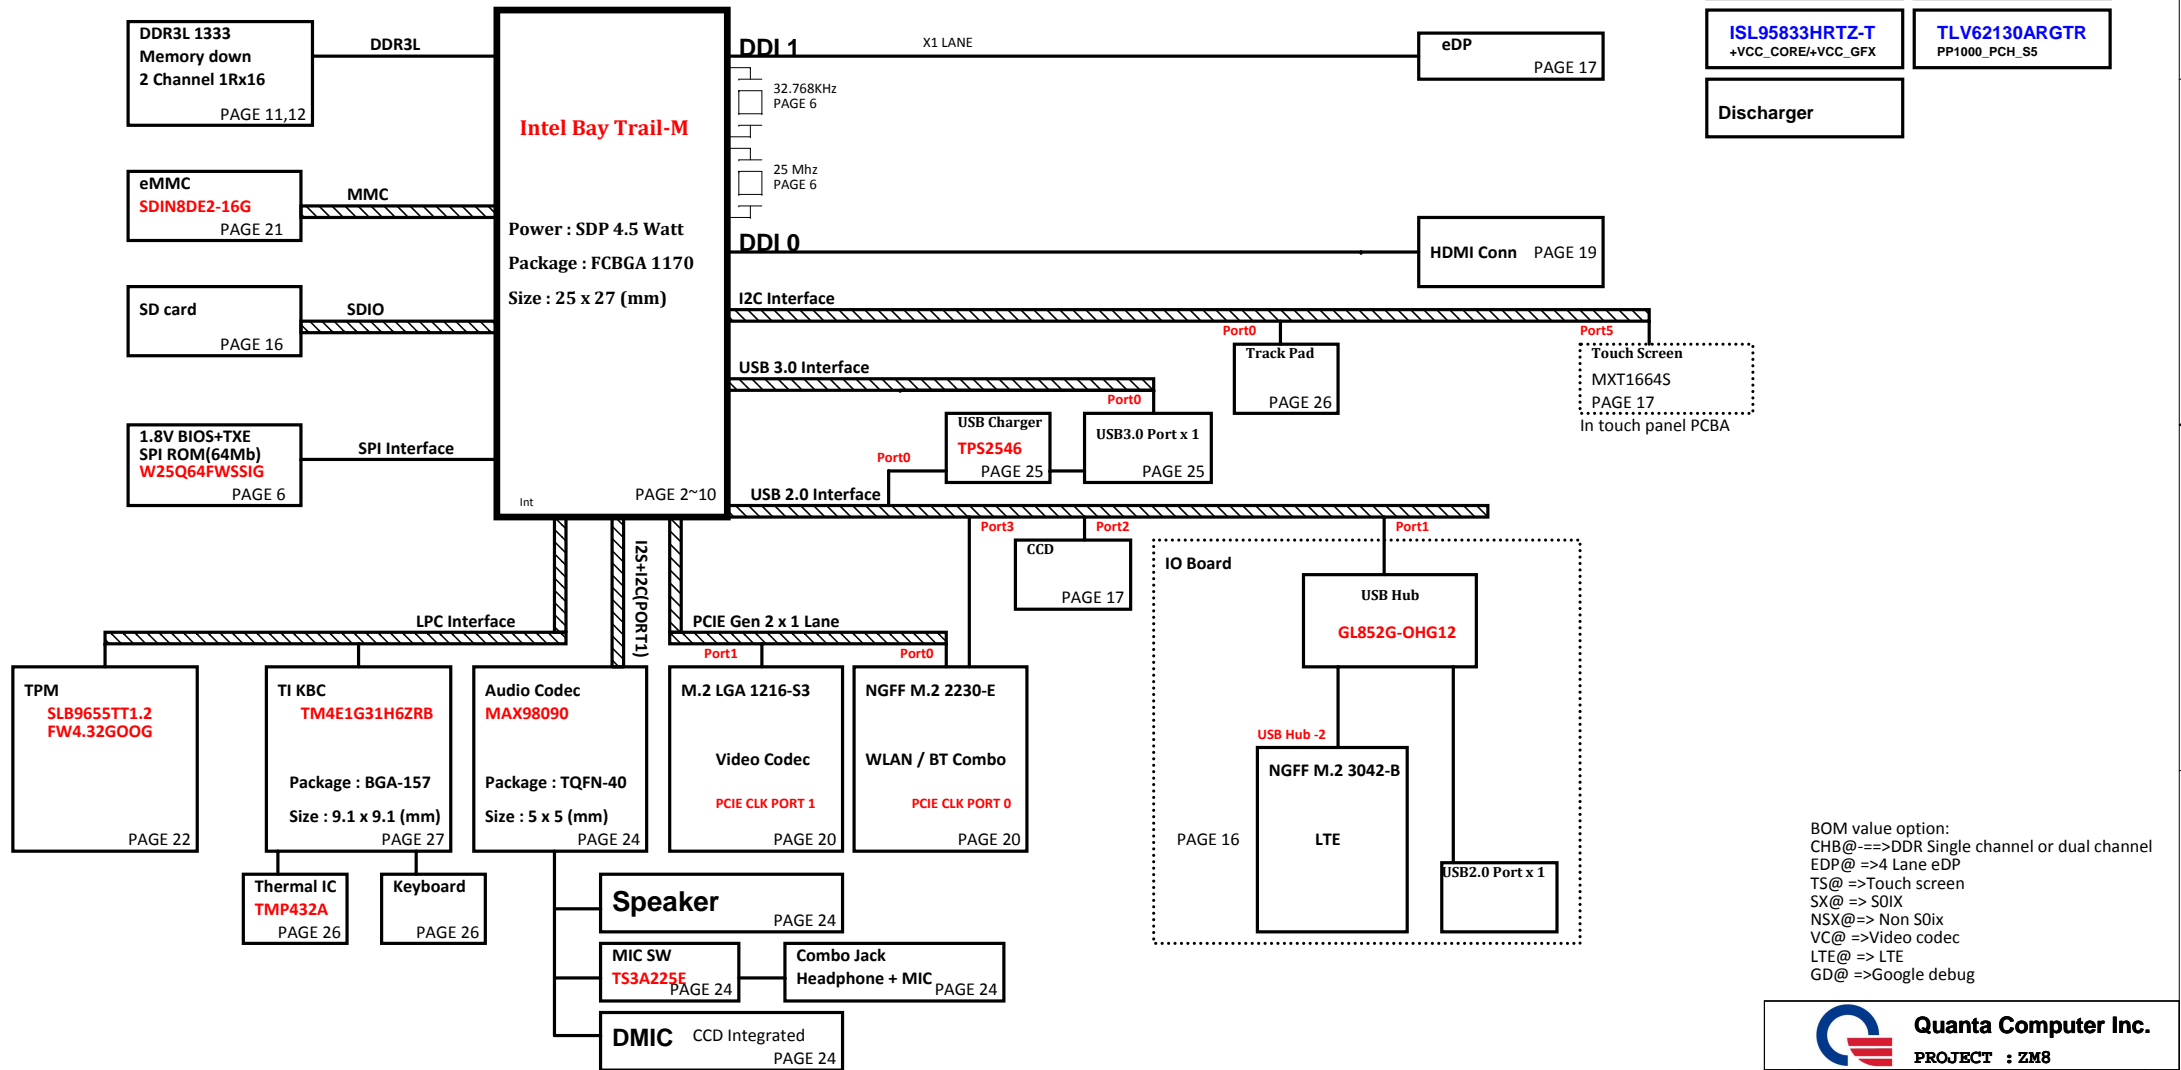 DDR3L 1333
Memory down
2 Channel 1Rx16
PAGE 11,12
DDR3L
eMMC
SDIN8DE2-16G
PAGE 21
MMC
SD card
PAGE 16
SDIO
1.8V BIOS+TXE
SPI ROM(64Mb)
W25Q64FWSSIG
PAGE 6
SPI Interface
Intel Bay Trail-M
Power : SDP 4.5 Watt
Package : FCBGA 1170
Size : 25 x 27 (mm)
Int
PAGE 2~10
DDI 1
X1 LANE
eDP
PAGE 17
32.768KHz
PAGE 6
25 Mhz
PAGE 6
DDI 0
HDMI Conn
PAGE 19
I2C Interface
Port0
Track Pad
PAGE 26
Port5
Touch Screen
MXT1664S
PAGE 17
In touch panel PCBA
USB 3.0 Interface
Port0
USB Charger
TPS2546
PAGE 25
USB3.0 Port x 1
PAGE 25
Port0
USB 2.0 Interface
Port3
Port2
Port1
CCD
PAGE 17
IO Board
USB Hub
GL852G-OHG12
USB Hub -2
NGFF M.2 3042-B
LTE
PAGE 16
USB2.0 Port x 1
LPC Interface
I2S+I2C(PORT1)
PCIE Gen 2 x 1 Lane
Port1
Port0
TPM
SLB9655TT1.2
FW4.32GOOG
PAGE 22
TI KBC
TM4E1G31H6ZRB
Package : BGA-157
Size : 9.1 x 9.1 (mm)
PAGE 27
Audio Codec
MAX98090
Package : TQFN-40
Size : 5 x 5 (mm)
PAGE 24
M.2 LGA 1216-S3
Video Codec
PCIE CLK PORT 1
PAGE 20
NGFF M.2 2230-E
WLAN / BT Combo
PCIE CLK PORT 0
PAGE 20
Thermal IC
TMP432A
PAGE 26
Keyboard
PAGE 26
Speaker
PAGE 24
MIC SW
TS3A225E
PAGE 24
Combo Jack
Headphone + MIC
PAGE 24
DMIC CCD Integrated
PAGE 24
ISL95833HRTZ-T
+VCC_CORE/+VCC_GFX
TLV62130ARGTR
PP1000_PCH_S5
Discharger
BOM value option:
CHB@-==>DDR Single channel or dual channel
EDP@ =>4 Lane eDP
TS@ =>Touch screen
SX@ => S0IX
NSX@=> Non S0ix
VC@ =>Video codec
LTE@ => LTE
GD@ =>Google debug
Quanta Computer Inc.
PROJECT : ZM8